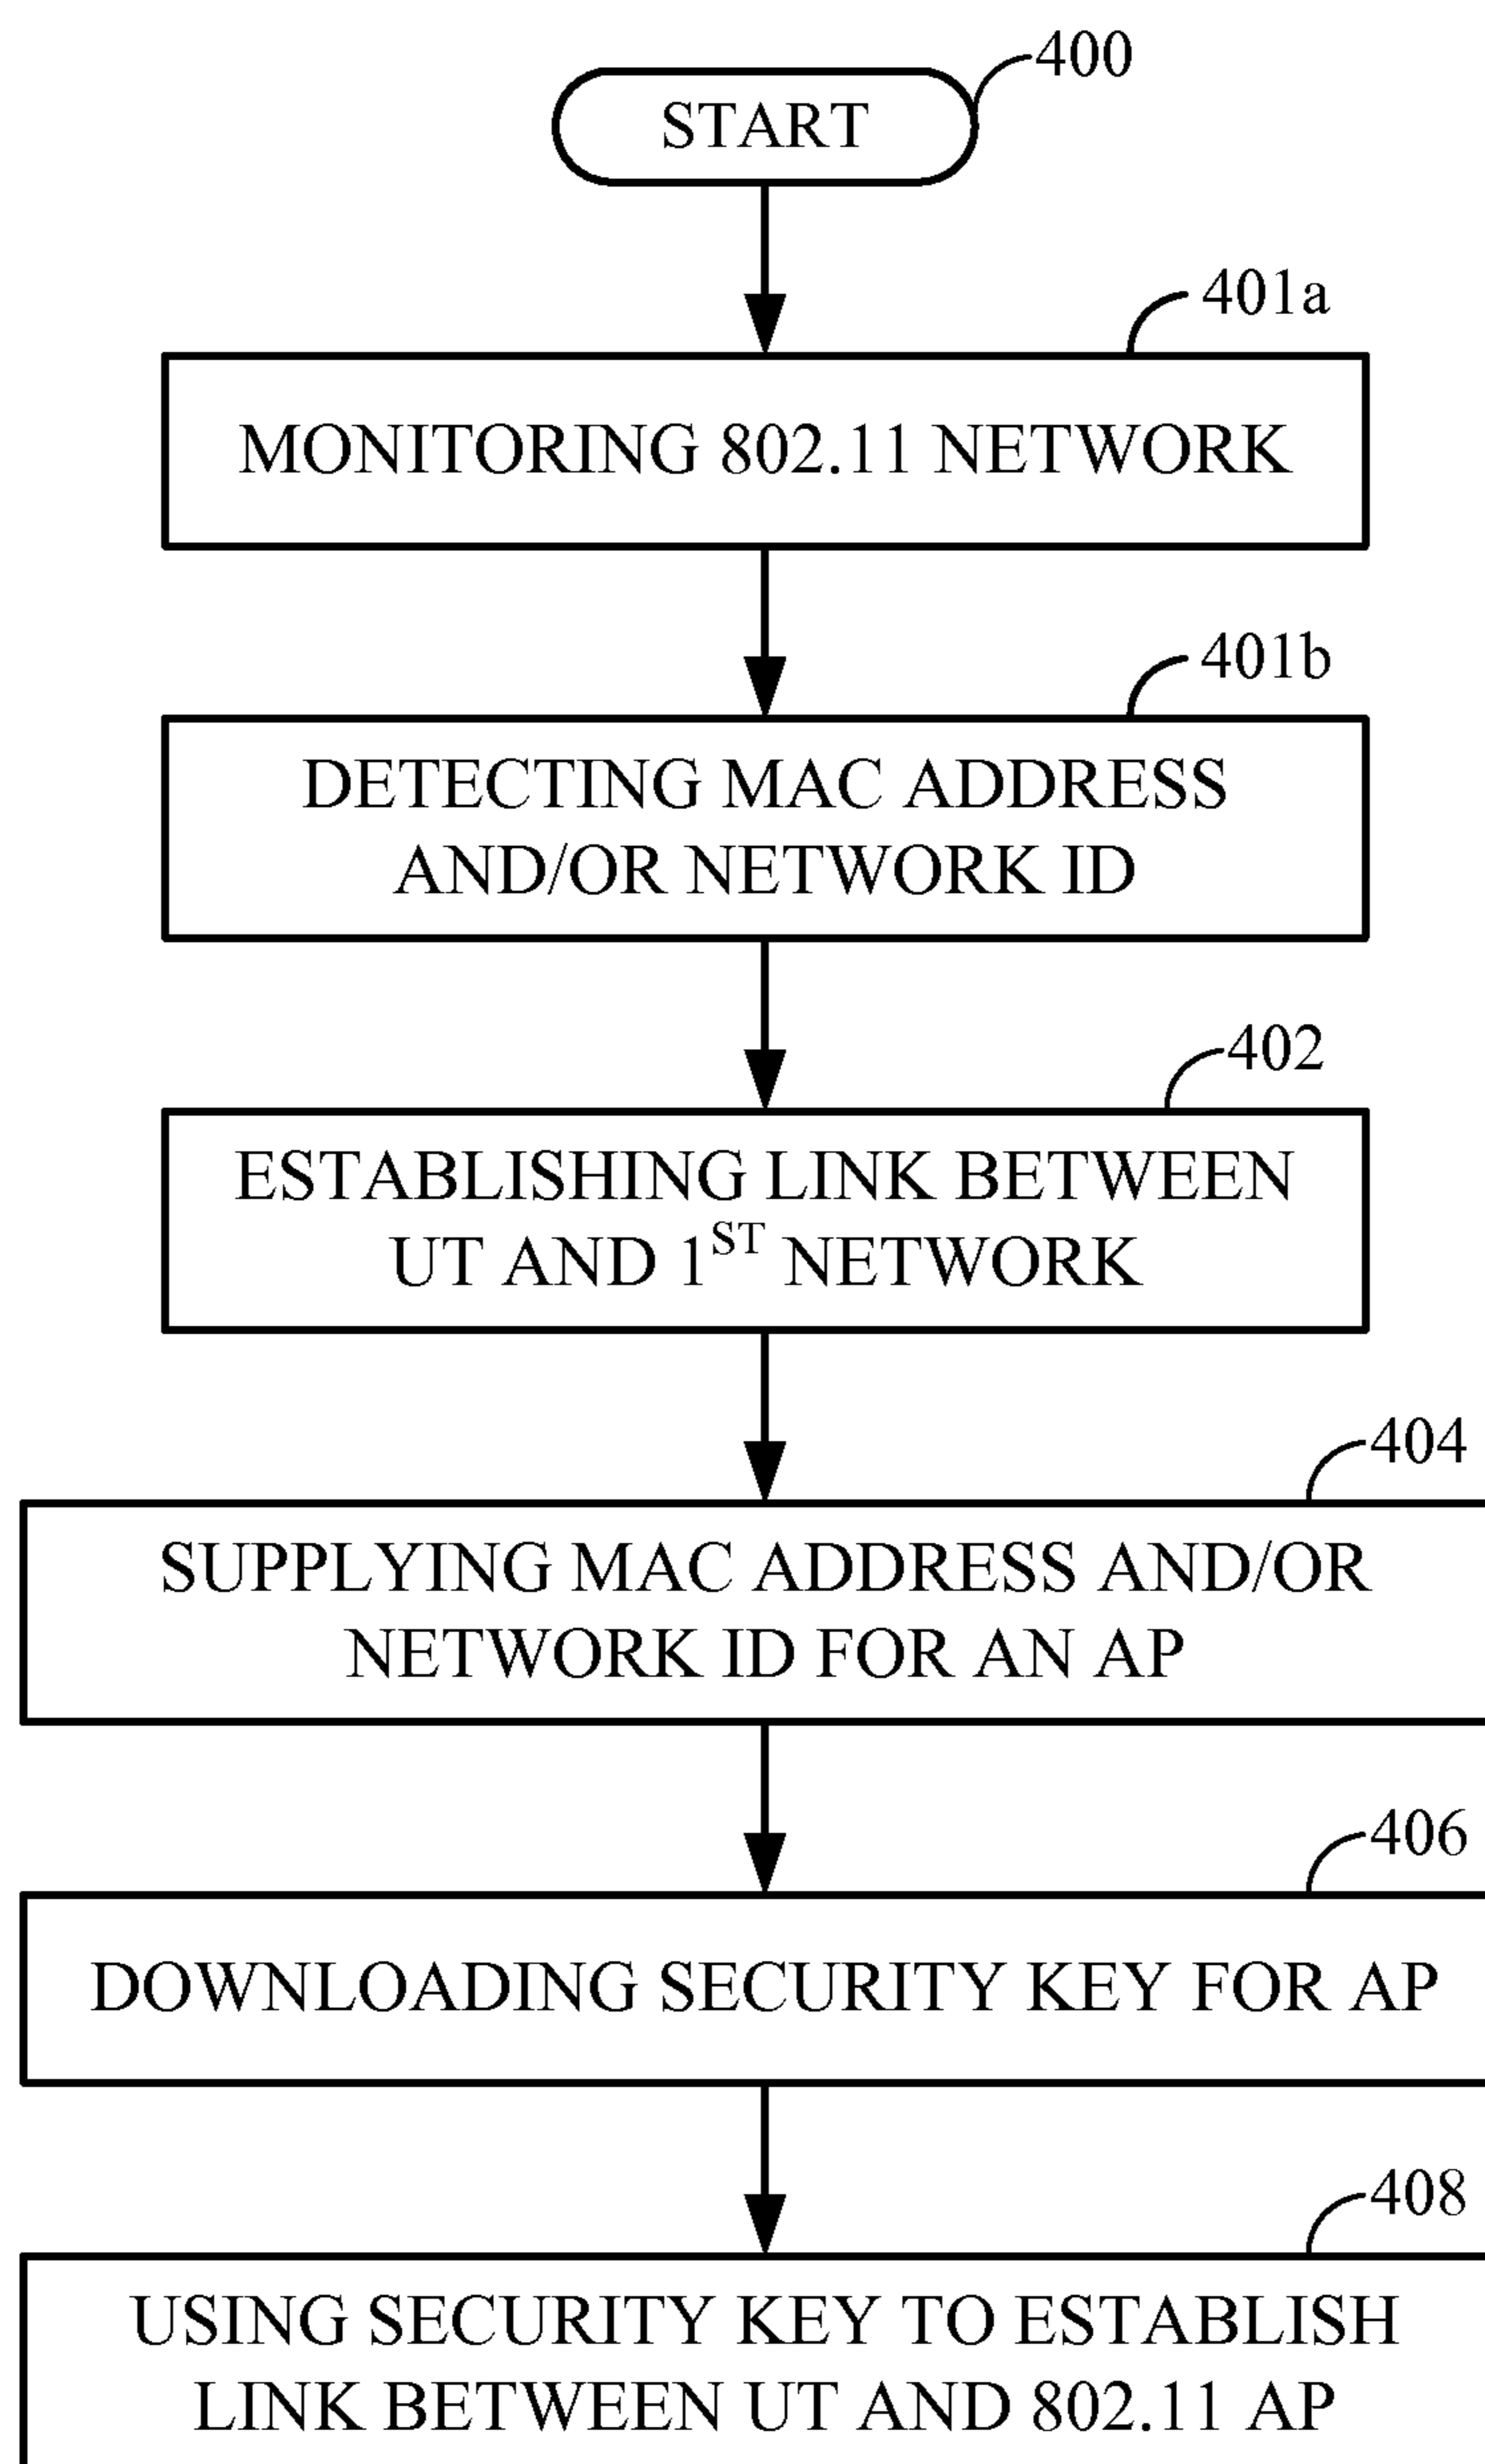 400
START
401a
MONITORING 802.11 NETWORK
401b
DETECTING MAC ADDRESS
AND/OR NETWORK ID
402
ESTABLISHING LINK BETWEEN
UT AND 1ST NETWORK
404
SUPPLYING MAC ADDRESS AND/OR
NETWORK ID FOR AN AP
406
DOWNLOADING SECURITY KEY FOR AP
408
USING SECURITY KEY TO ESTABLISH
LINK BETWEEN UT AND 802.11 AP